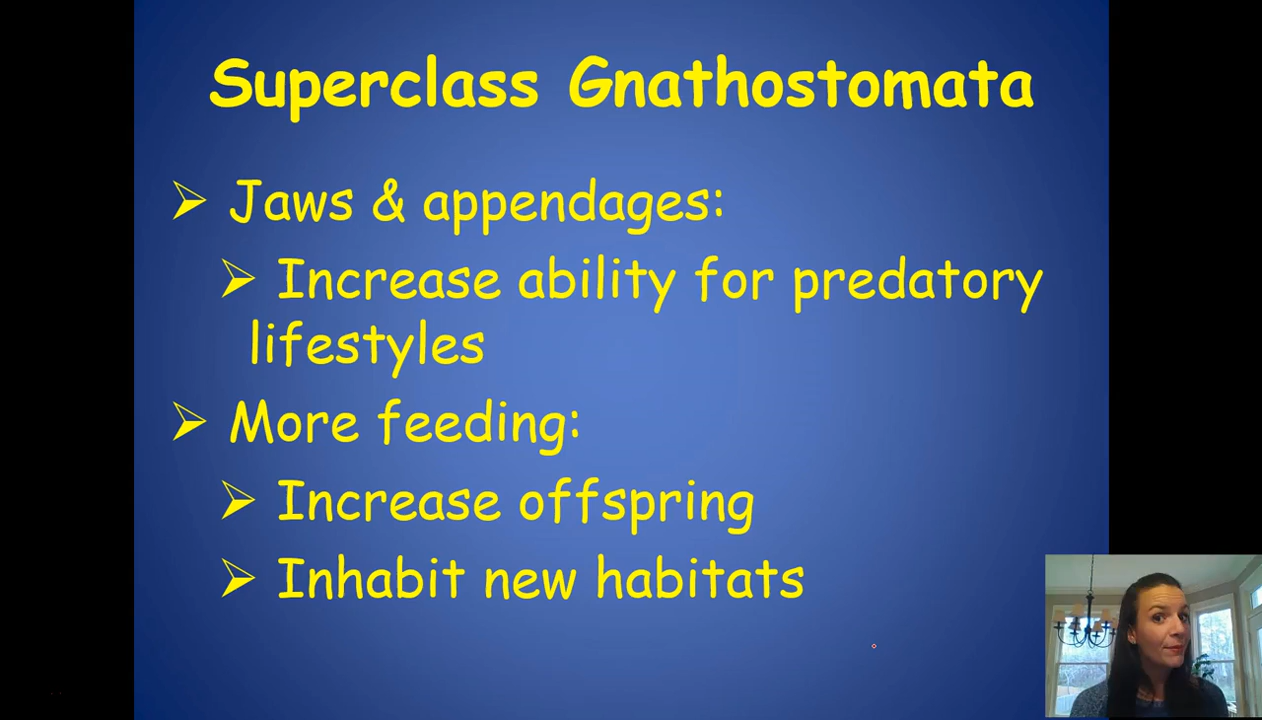 Superclass Gnathostomata
➢ Jaws & appendages:
➢ Increase ability for predatory
lifestyles
➢ More feeding:
➢ Increase offspring
➢ Inhabit new habitats